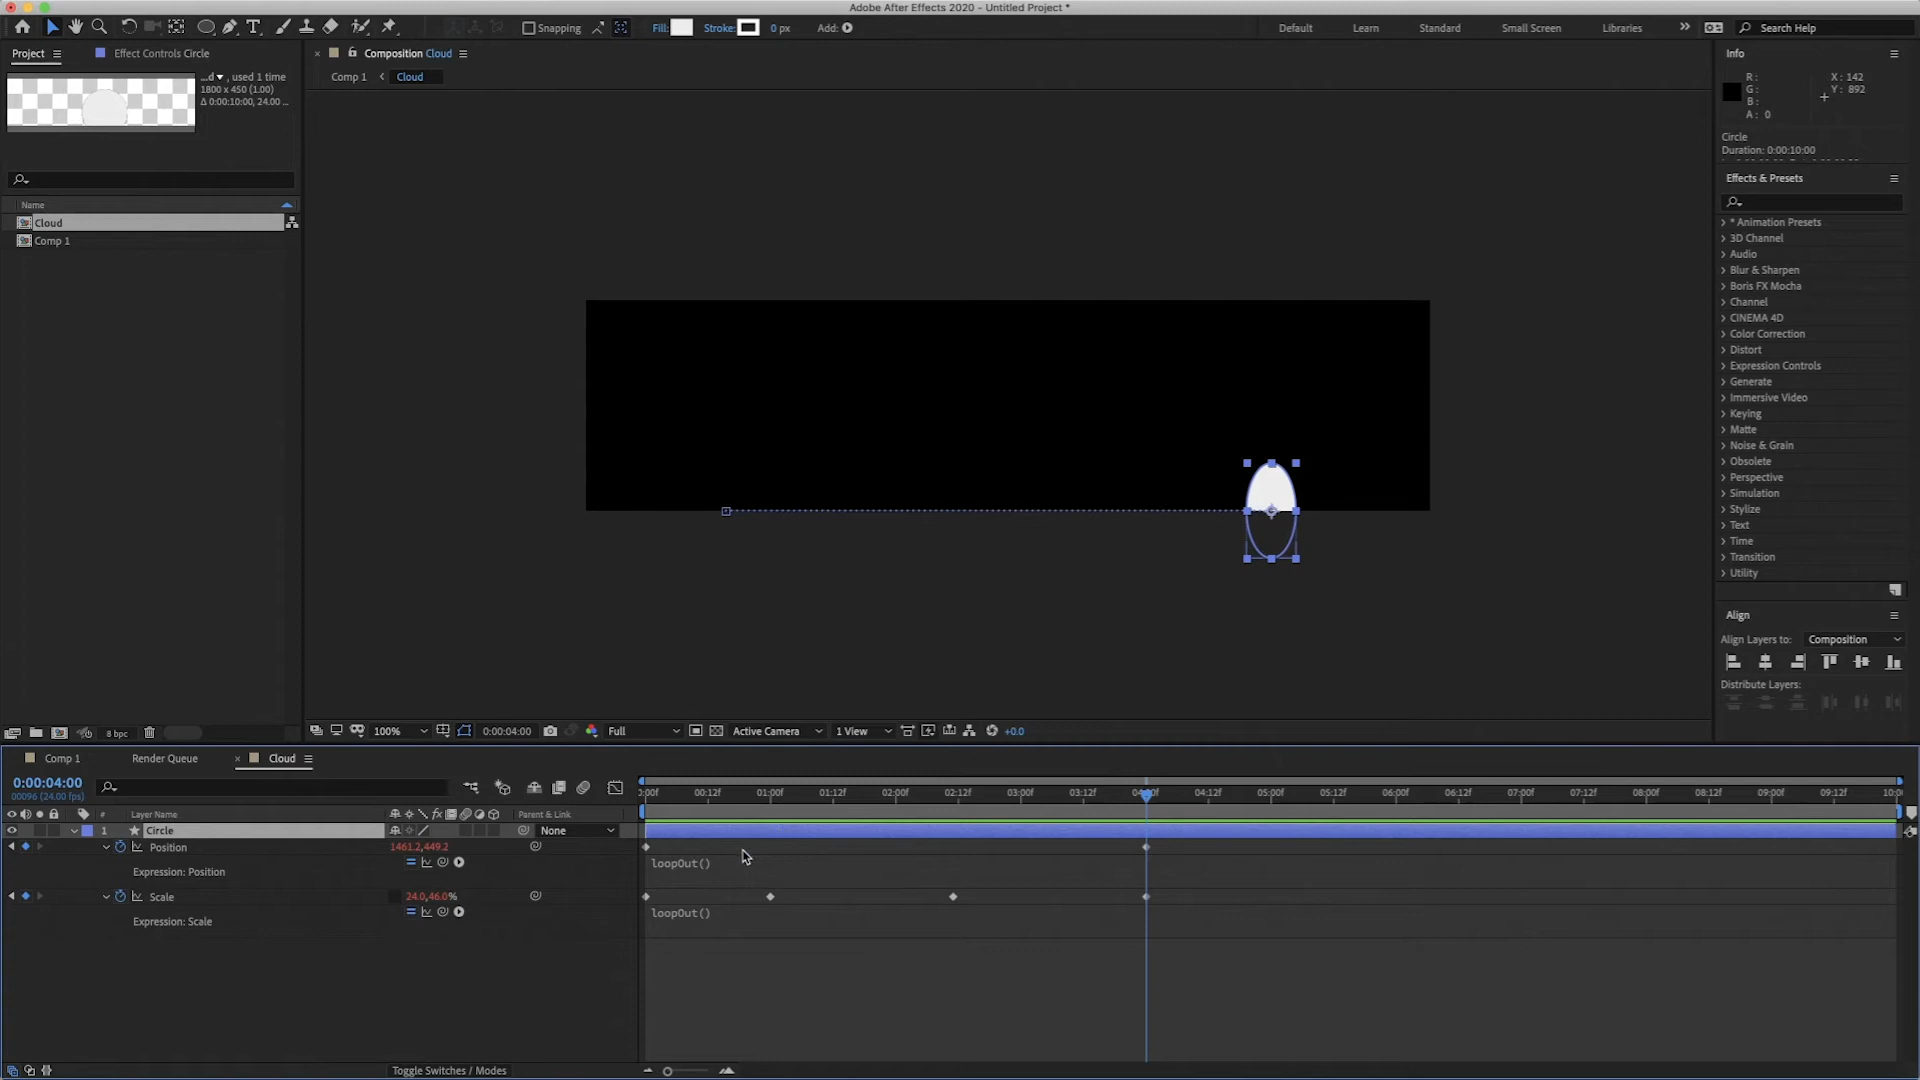 Adobe After Effects 2020 - Untitled Project *
Snapping
Fill:
Stroke:
0 px
Add:
Default
Learn
Standard
Small Screen
Libraries
Search Help
Project
Effect Controls Circle
...d▼, used 1 time
1800 x 450 (1.00)
Δ 0:00:10:00, 24.00 ...
Name
Cloud
Comp 1
8 bpc
Composition Cloud
Comp 1
Cloud
100%
0:00:04:00
Full
Active Camera
1 View
+0.0
Info
R:
G:
B:
A: 0
X: 142
Y: 892
Circle
Duration: 0:00:10:00
Effects & Presets
* Animation Presets
3D Channel
Audio
Blur & Sharpen
Boris FX Mocha
Channel
CINEMA 4D
Color Correction
Distort
Expression Controls
Generate
Immersive Video
Keying
Matte
Noise & Grain
Obsolete
Perspective
Simulation
Stylize
Text
Time
Transition
Utility
Align
Align Layers to:
Composition
Distribute Layers:
Comp 1
Render Queue
Cloud
0:00:04:00
00096 (24.00 fps)
#
Layer Name
Parent & Link
1
Circle
None
Position
1461.2,449.2
Expression: Position
Scale
24.0,46.0%
Expression: Scale
Toggle Switches / Modes
:00f
00:12f
01:00f
01:12f
02:00f
02:12f
03:00f
03:12f
04:12f
05:00f
05:12f
06:00f
06:12f
07:00f
07:12f
08:00f
08:12f
09:00f
09:12f
10:0
loopOut()
loopOut()